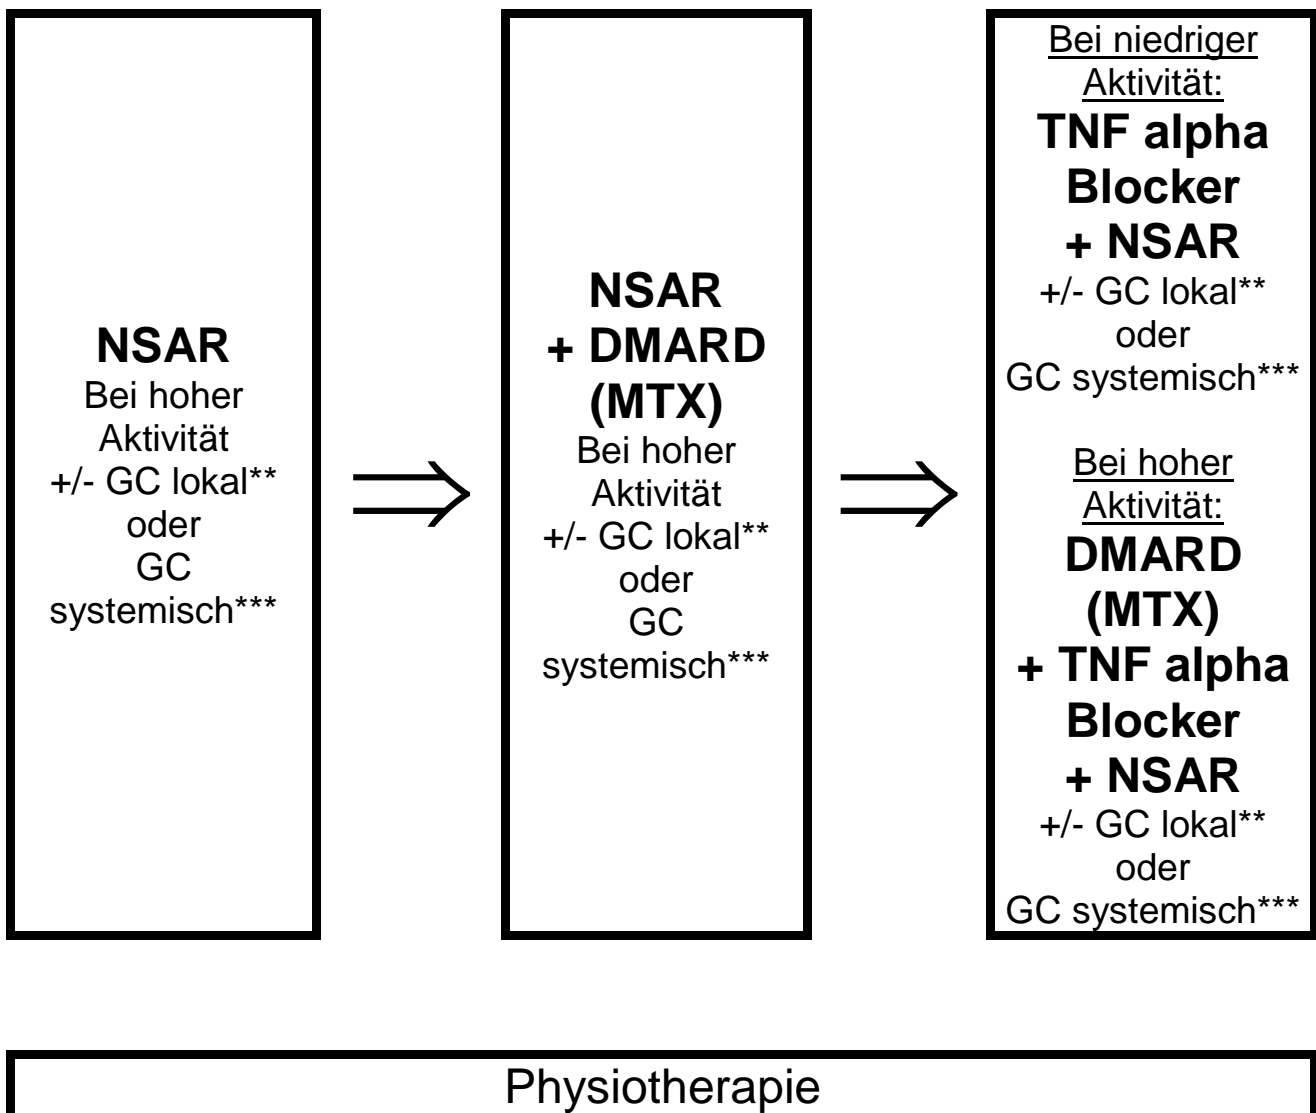 NSAR
Bei hoher
Aktivität
+/- GC lokal**
oder
GC
systemisch***
NSAR
+ DMARD
(MTX)
Bei hoher
Aktivität
+/- GC lokal**
oder
GC
systemisch***
Bei niedriger
Aktivität:
TNF alpha
Blocker
+ NSAR
+/- GC lokal**
oder
GC systemisch***
Bei hoher
Aktivität:
DMARD
(MTX)
+ TNF alpha
Blocker
+ NSAR
+/- GC lokal**
oder
GC systemisch***
Physiotherapie